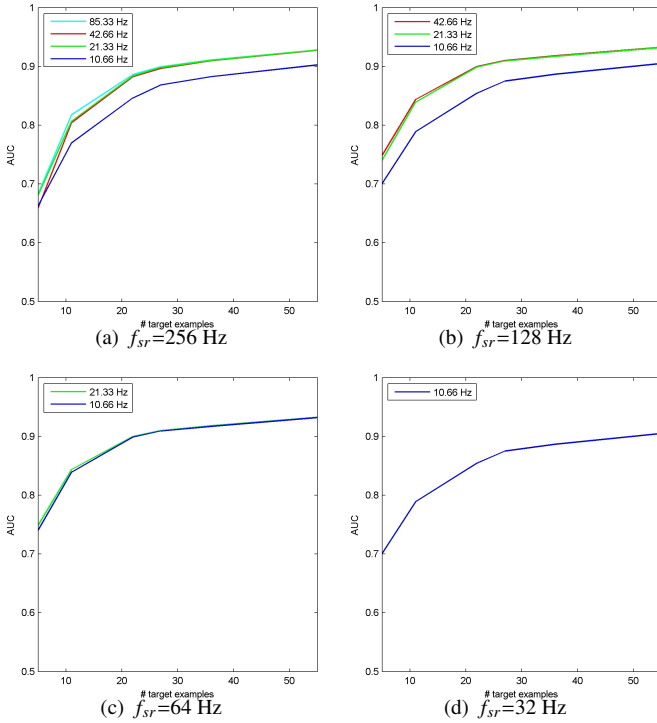 1
0.9
0.8
0.7
0.6
0.5
AUC
85.33 Hz
42.66 Hz
21.33 Hz
10.66 Hz
10 20 30 40 50
# target examples
(a) fsr=256 Hz
1
0.9
0.8
0.7
0.6
0.5
AUC
42.66 Hz
21.33 Hz
10.66 Hz
10 20 30 40 50
# target examples
(b) fsr=128 Hz
1
0.9
0.8
0.7
0.6
0.5
AUC
21.33 Hz
10.66 Hz
10 20 30 40 50
# target examples
(c) fsr=64 Hz
1
0.9
0.8
0.7
0.6
0.5
AUC
10.66 Hz
10 20 30 40 50
# target examples
(d) fsr=32 Hz